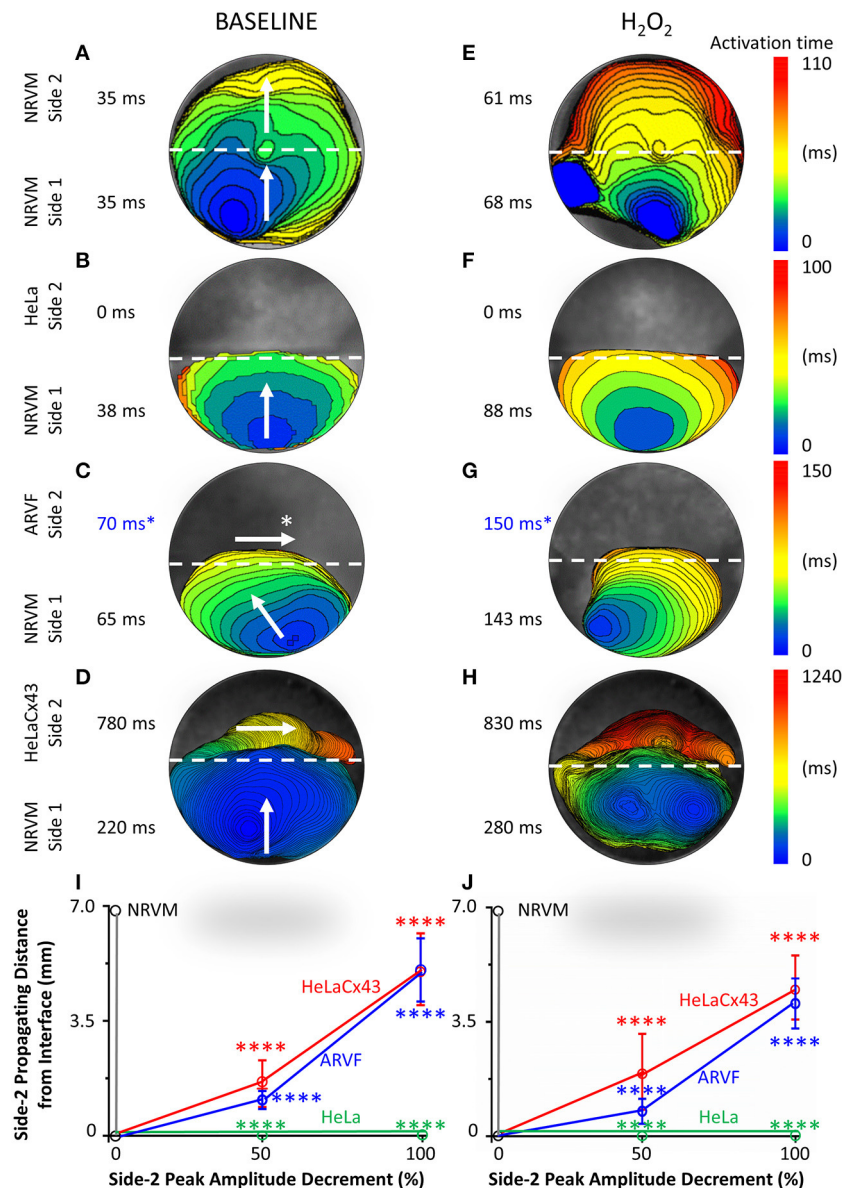 BASELINE
H2O2
Activation time
A
NRVM
Side 2
35 ms
NRVM
Side 1
35 ms
E
61 ms
68 ms
110
(ms)
0
B
HeLa
Side 2
0 ms
NRVM
Side 1
38 ms
F
0 ms
88 ms
100
(ms)
0
C
ARVF
Side 2
70 ms*
*
NRVM
Side 1
65 ms
G
150 ms*
143 ms
150
(ms)
0
D
HeLaCx43
Side 2
780 ms
NRVM
Side 1
220 ms
H
830 ms
280 ms
1240
(ms)
0
I
Side-2 Propagating Distance
from Interface (mm)
7.0
3.5
0
NRVM
****
HeLaCx43
****
****
****
ARVF
HeLa
****
****
0
50
100
Side-2 Peak Amplitude Decrement (%)
J
7.0
3.5
0
NRVM
****
HeLaCx43
****
****
****
ARVF
HeLa
****
****
0
50
100
Side-2 Peak Amplitude Decrement (%)